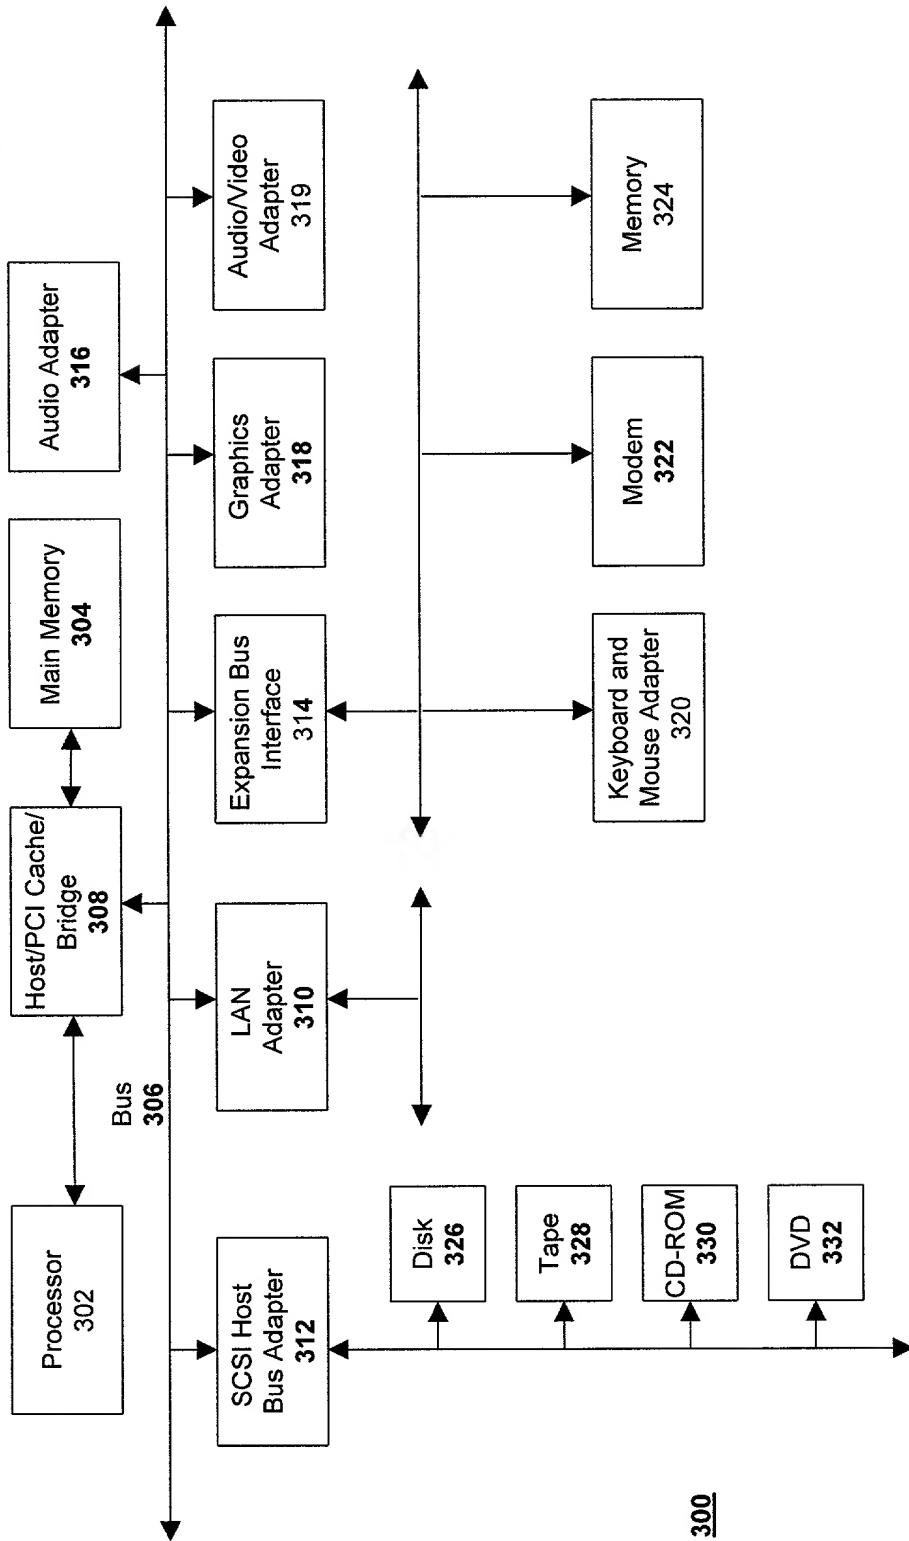 Processor
302
Host/PCI Cache/
Bridge
308
Main Memory
304
Audio Adapter
316
Bus
306
SCSI Host
Bus Adapter
312
LAN
Adapter
310
Expansion Bus
Interface
314
Graphics
Adapter
318
Audio/Video
Adapter
319
Disk
326
Tape
328
CD-ROM
330
DVD
332
Keyboard and
Mouse Adapter
320
Modem
322
Memory
324
300